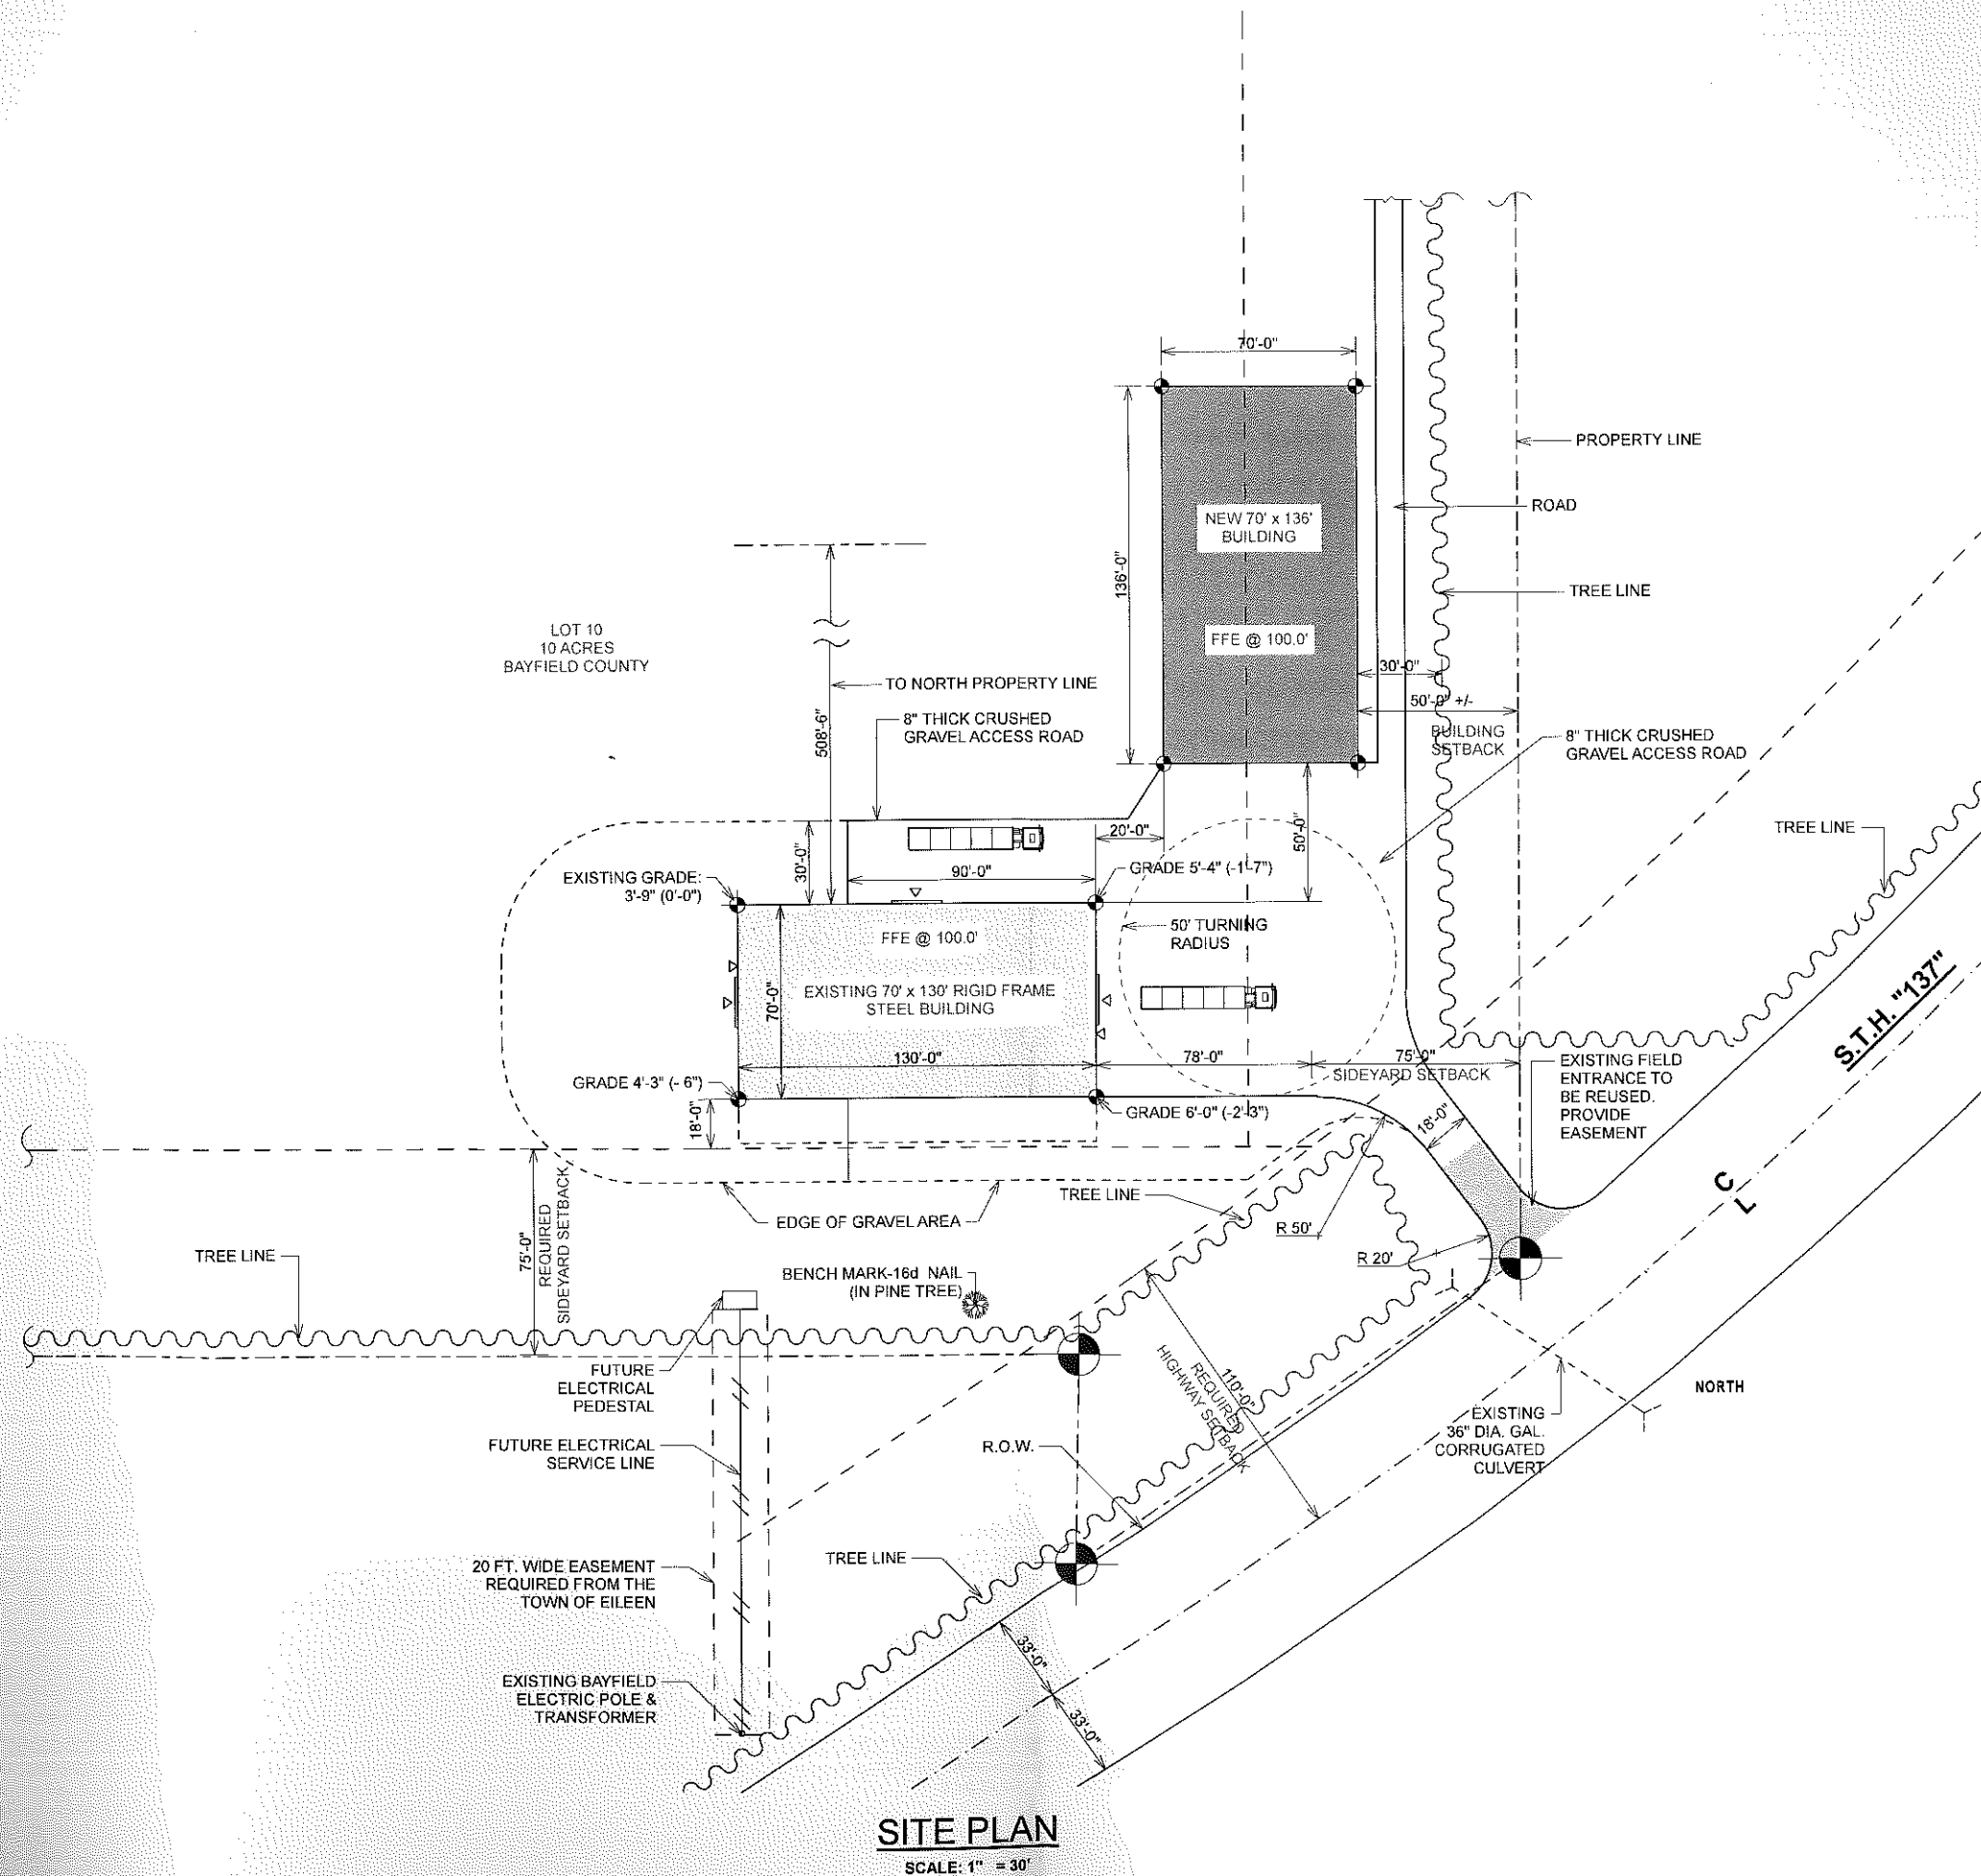 70'-0"
PROPERTY LINE
ROAD
NEW 70' x 136'
BUILDING
136'-0"
TREE LINE
FFE @ 100.0'
LOT 10
10 ACRES
BAYFIELD COUNTY
30'-0"
TO NORTH PROPERTY LINE
50'-0" +/-
BUILDING
SETBACK
508'-6"
8" THICK CRUSHED
GRAVEL ACCESS ROAD
8" THICK CRUSHED
GRAVEL ACCESS ROAD
TREE LINE
20'-0"
50'-0"
30'-0"
90'-0"
GRADE 5'-4" (-1'-7")
EXISTING GRADE:
3'-9" (0'-0")
50' TURNING
RADIUS
FFE @ 100.0'
EXISTING 70' x 130' RIGID FRAME
STEEL BUILDING
70'-0"
S.T.H. "137"
130'-0"
78'-0"
75'-0"
SIDEYARD SETBACK
EXISTING FIELD
ENTRANCE TO
BE REUSED.
PROVIDE
EASEMENT
GRADE 4'-3" (- 6")
GRADE 6'-0" (-2'-3")
18'-0"
18'-0"
TREE LINE
C
L
EDGE OF GRAVEL AREA
R 50'
75'-0"
REQUIRED
SIDEYARD SETBACK
TREE LINE
R 20'
BENCH MARK-16d NAIL
(IN PINE TREE)
FUTURE
ELECTRICAL
PEDESTAL
110'-0"
REQUIRED
HIGHWAY SETBACK
NORTH
EXISTING
36" DIA. GAL.
CORRUGATED
CULVERT
FUTURE ELECTRICAL
SERVICE LINE
R.O.W.
20 FT. WIDE EASEMENT
REQUIRED FROM THE
TOWN OF EILEEN
TREE LINE
33'-0"
33'-0"
EXISTING BAYFIELD
ELECTRIC POLE &
TRANSFORMER
SITE PLAN
SCALE: 1" = 30'